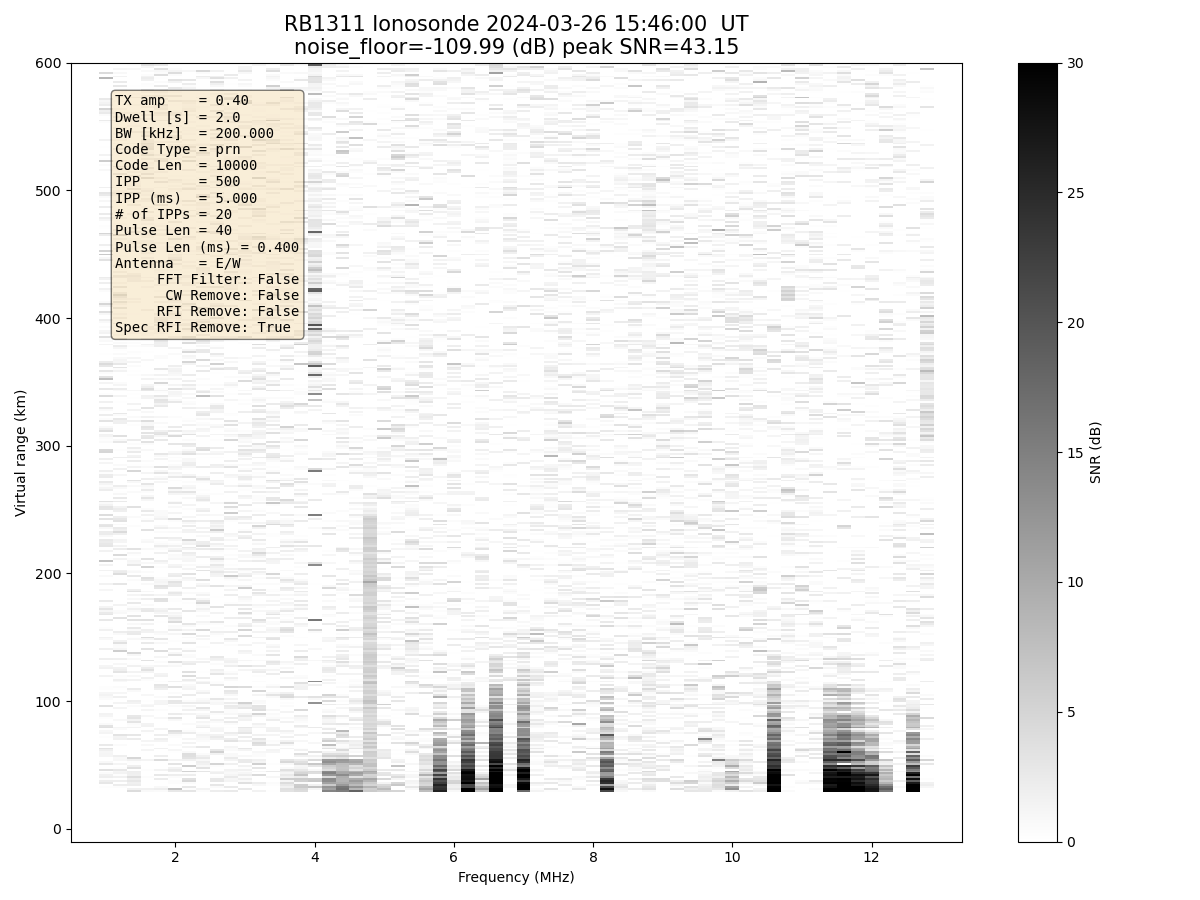 RB1311 Ionosonde 2024-03-26 15:46:00  UT
noise_floor=-109.99 (dB) peak SNR=43.15
600
500
400
300
200
100
0
Virtual range (km)
TX amp    = 0.40
Dwell [s] = 2.0
BW [kHz]  = 200.000
Code Type = prn
Code Len  = 10000
IPP       = 500
IPP (ms)  = 5.000
# of IPPs = 20
Pulse Len = 40
Pulse Len (ms) = 0.400
Antenna   = E/W
FFT Filter: False
CW Remove: False
RFI Remove: False
Spec RFI Remove: True
2 4 6 8 10 12
Frequency (MHz)
30
25
20
15
10
5
0
SNR (dB)